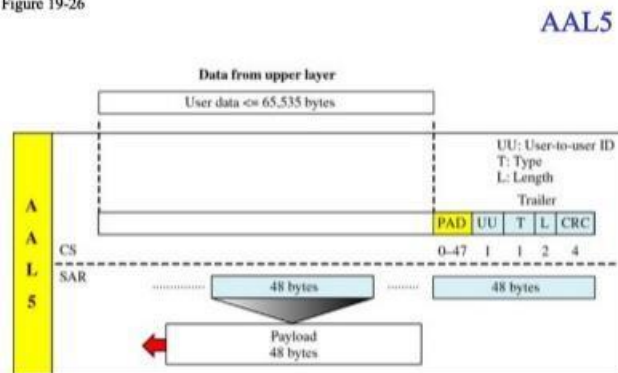 Figure 19-26
AAL5
Data from upper layer
User data <= 65,535 bytes
UU: User-to-user ID
T: Type
L: Length
Trailer
PAD UU T L CRC
0-47 1 1 2 4
A
A
L
5
CS
SAR
48 bytes
48 bytes
Payload
48 bytes